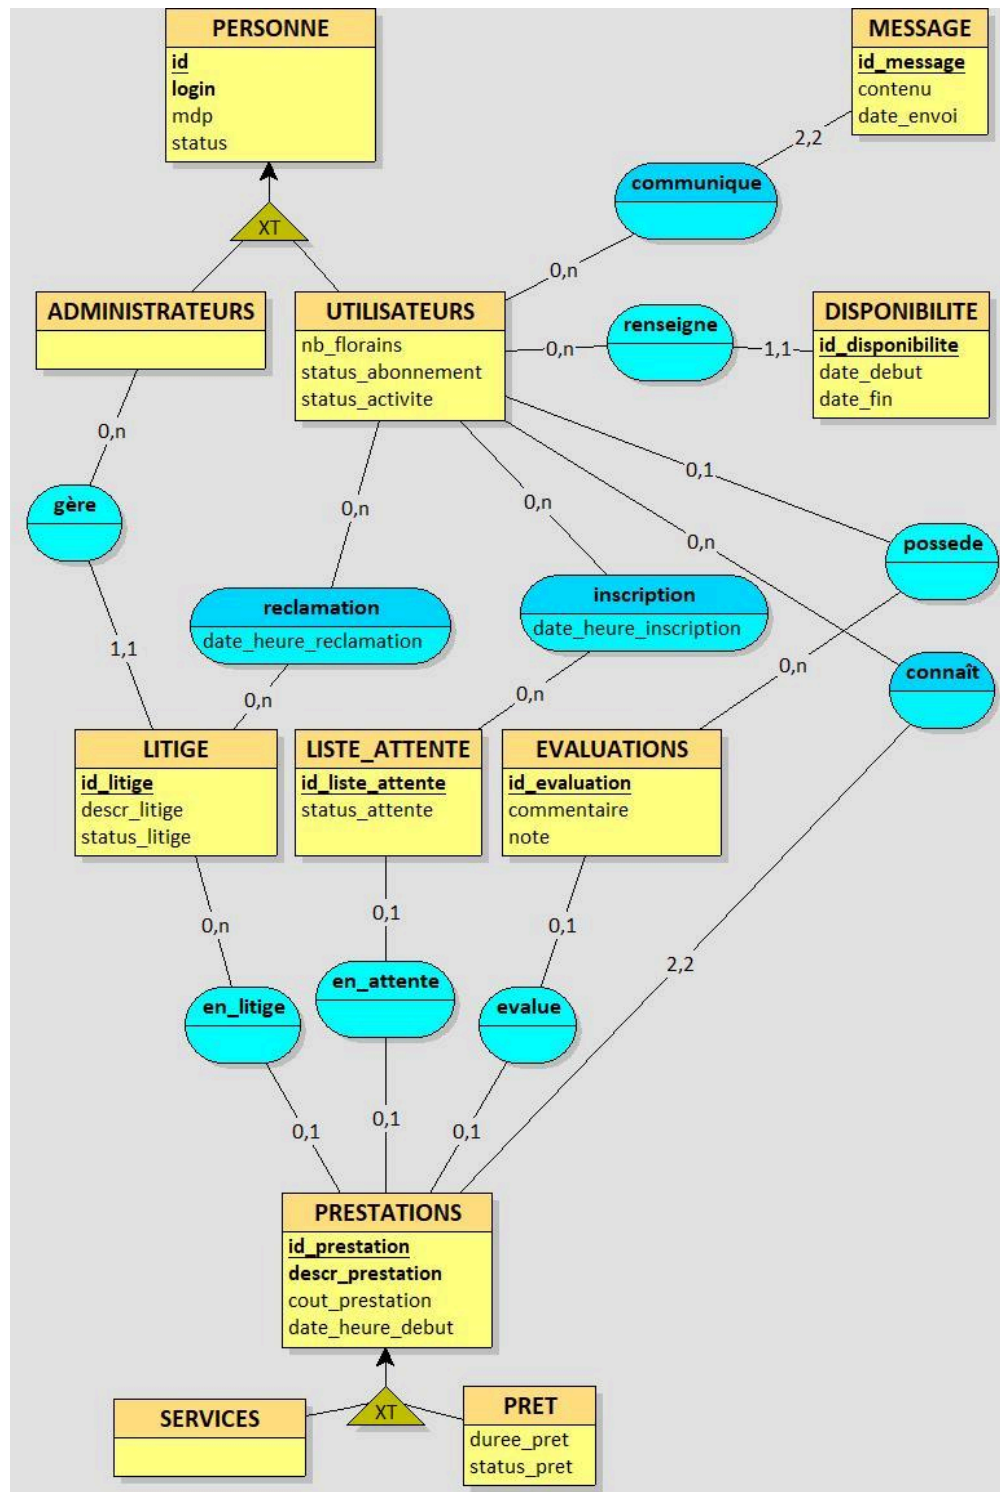 PERSONNE
id
login
mdp
status
MESSAGE
id_message
contenu
date_envoi
2,2
communique
XT
0,n
ADMINISTRATEURS
UTILISATEURS
nb_florains
status_abonnement
status_activite
0,n
renseigne
1,1
DISPONIBILITE
id_disponibilite
date_debut
date_fin
0,n
gère
0,n
0,n
0,1
0,n
possede
reclamation
date_heure_reclamation
inscription
date_heure_inscription
1,1
0,n
0,n
0,n
connaît
LITIGE
id_litige
descr_litige
status_litige
LISTE_ATTENTE
id_liste_attente
status_attente
EVALUATIONS
id_evaluation
commentaire
note
0,n
0,1
0,1
2,2
en_litige
en_attente
evalue
0,1
0,1
0,1
PRESTATIONS
id_prestation
descr_prestation
cout_prestation
date_heure_debut
XT
SERVICES
PRET
duree_pret
status_pret